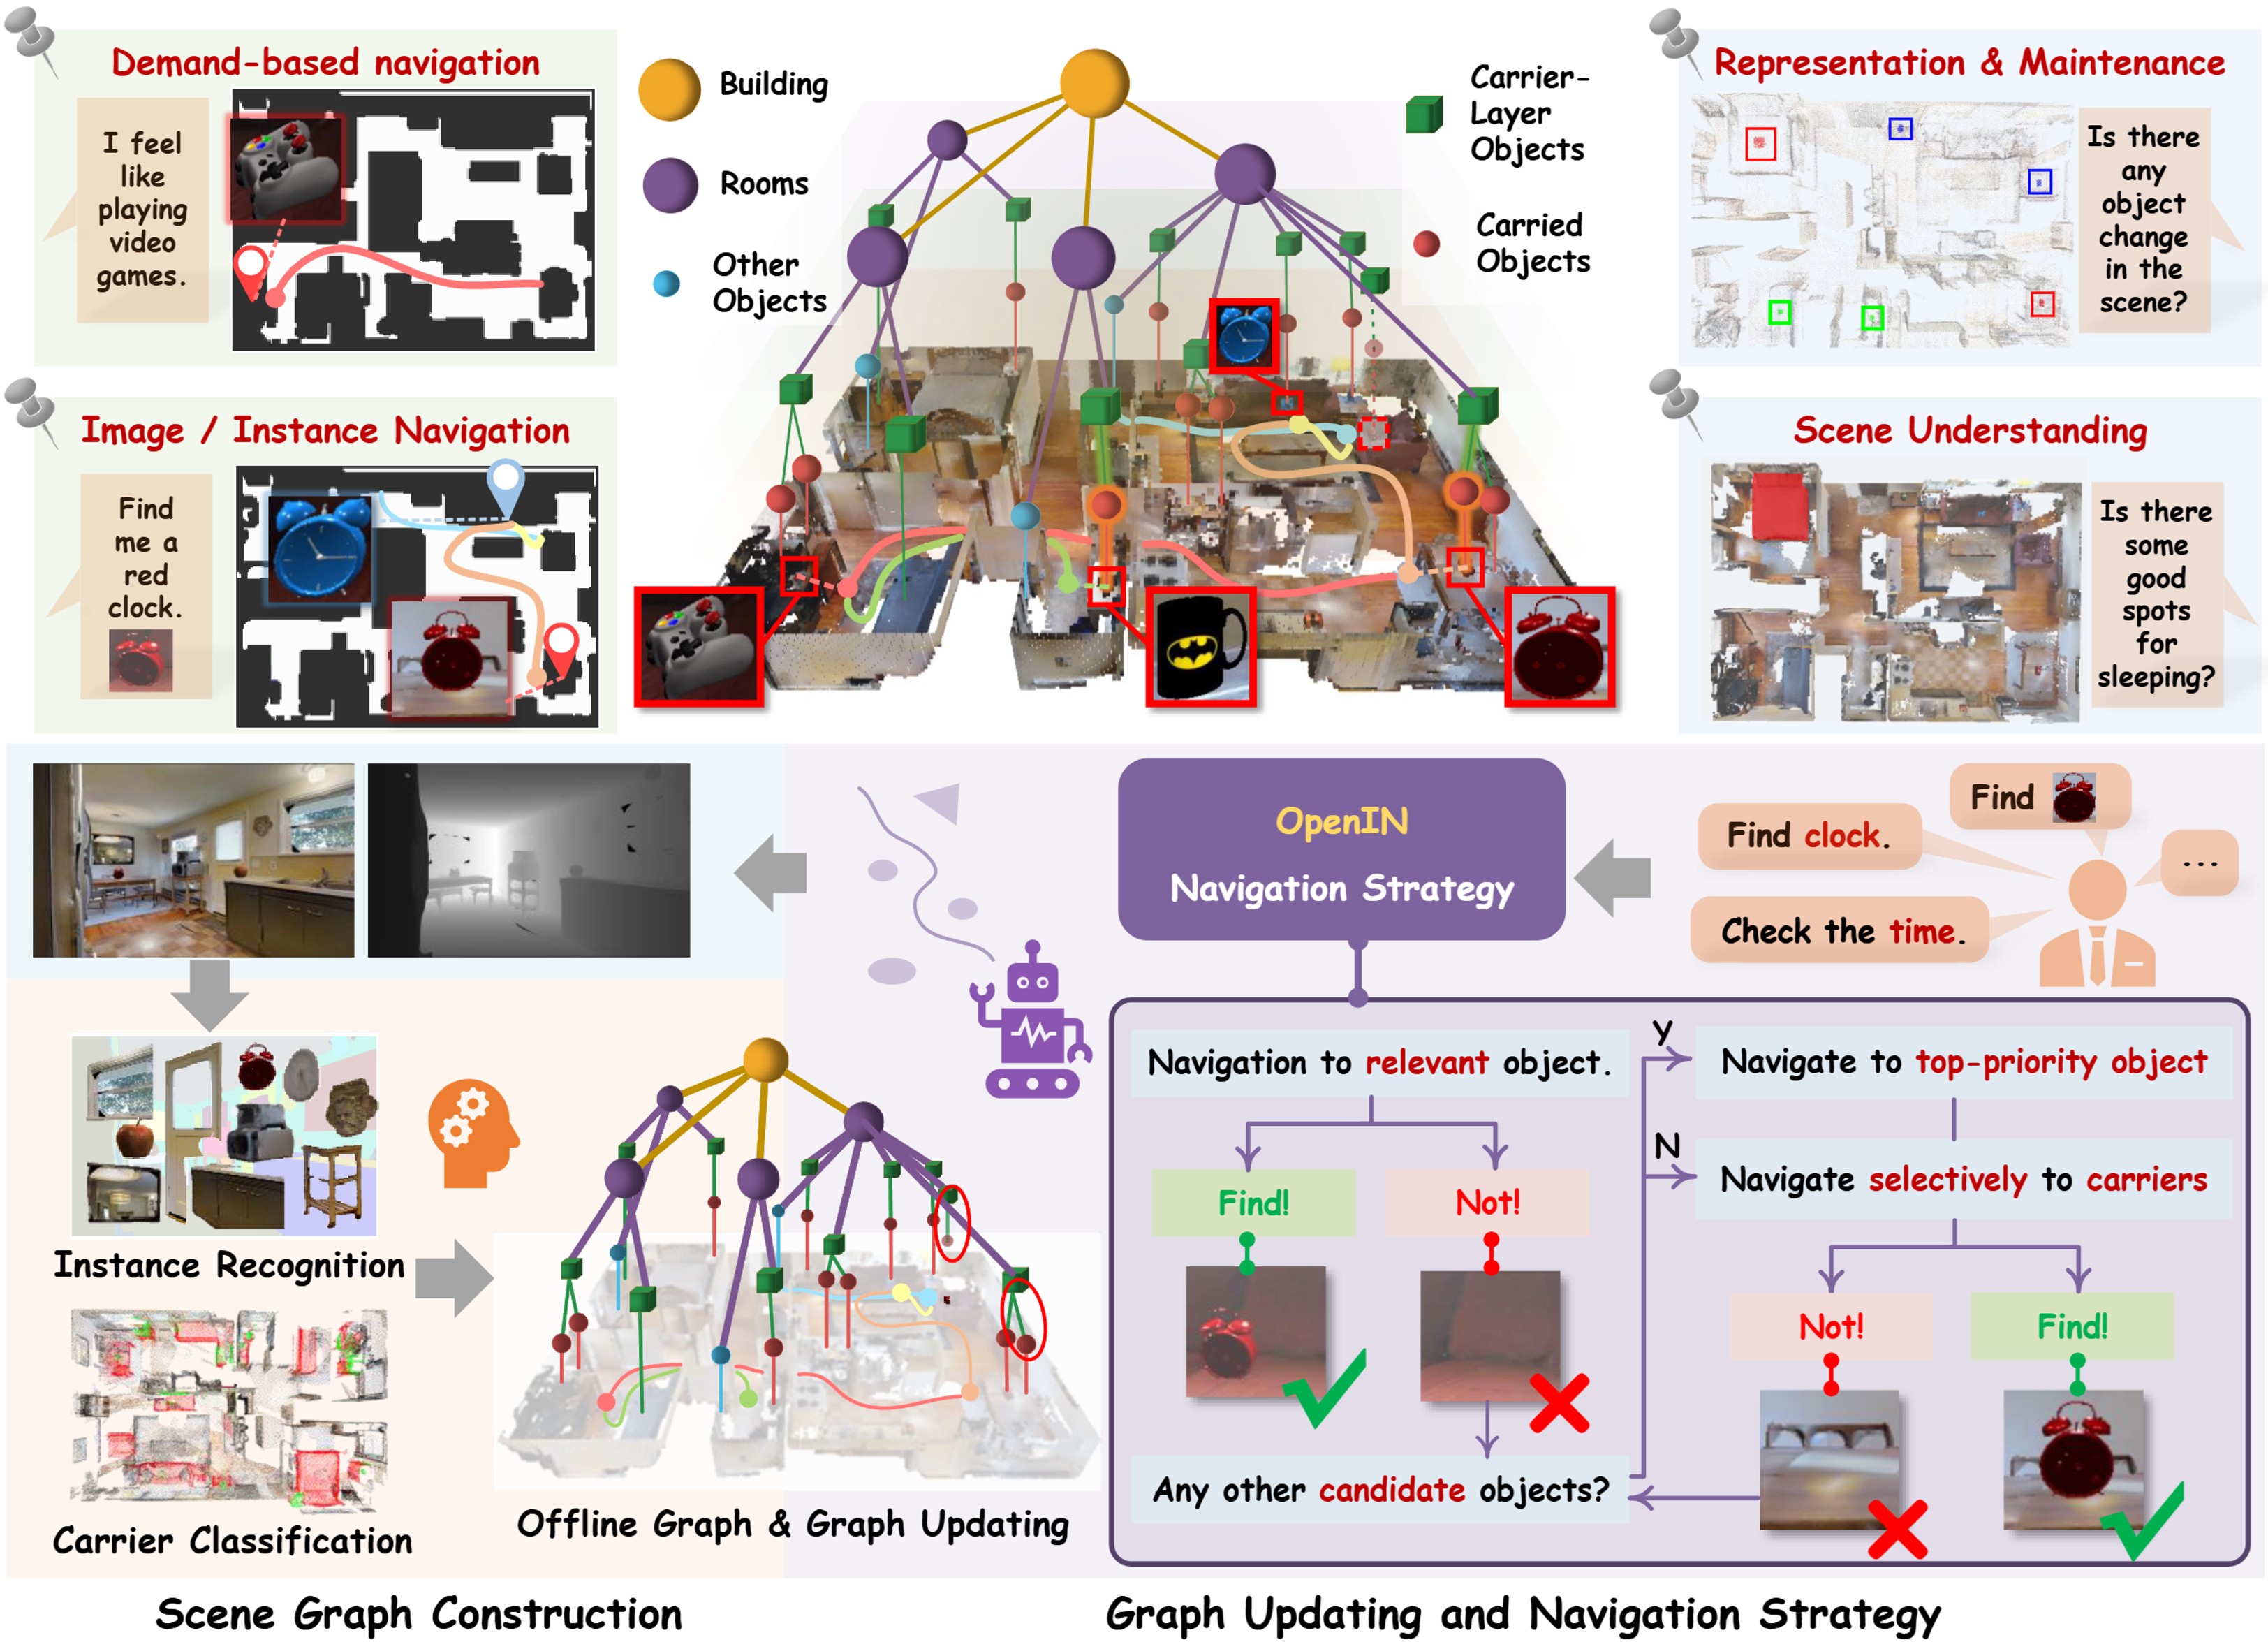 Demand-based navigation
I feel
like
playing
video
games.
Image / Instance Navigation
Find
me a
red
clock.
Building
Rooms
Other
Objects
Carrier-
Layer
Objects
Carried
Objects
Representation & Maintenance
Is there
any
object
change
in the
scene?
Scene Understanding
Is there
some
good
spots
for
sleeping?
OpenIN
Navigation Strategy
Find
Find clock.
...
Check the time.
Instance Recognition
Carrier Classification
Offline Graph & Graph Updating
Navigation to relevant object.
Find!
Not!
Any other candidate objects?
Y
Navigate to top-priority object
N
Navigate selectively to carriers
Not!
Find!
Scene Graph Construction
Graph Updating and Navigation Strategy